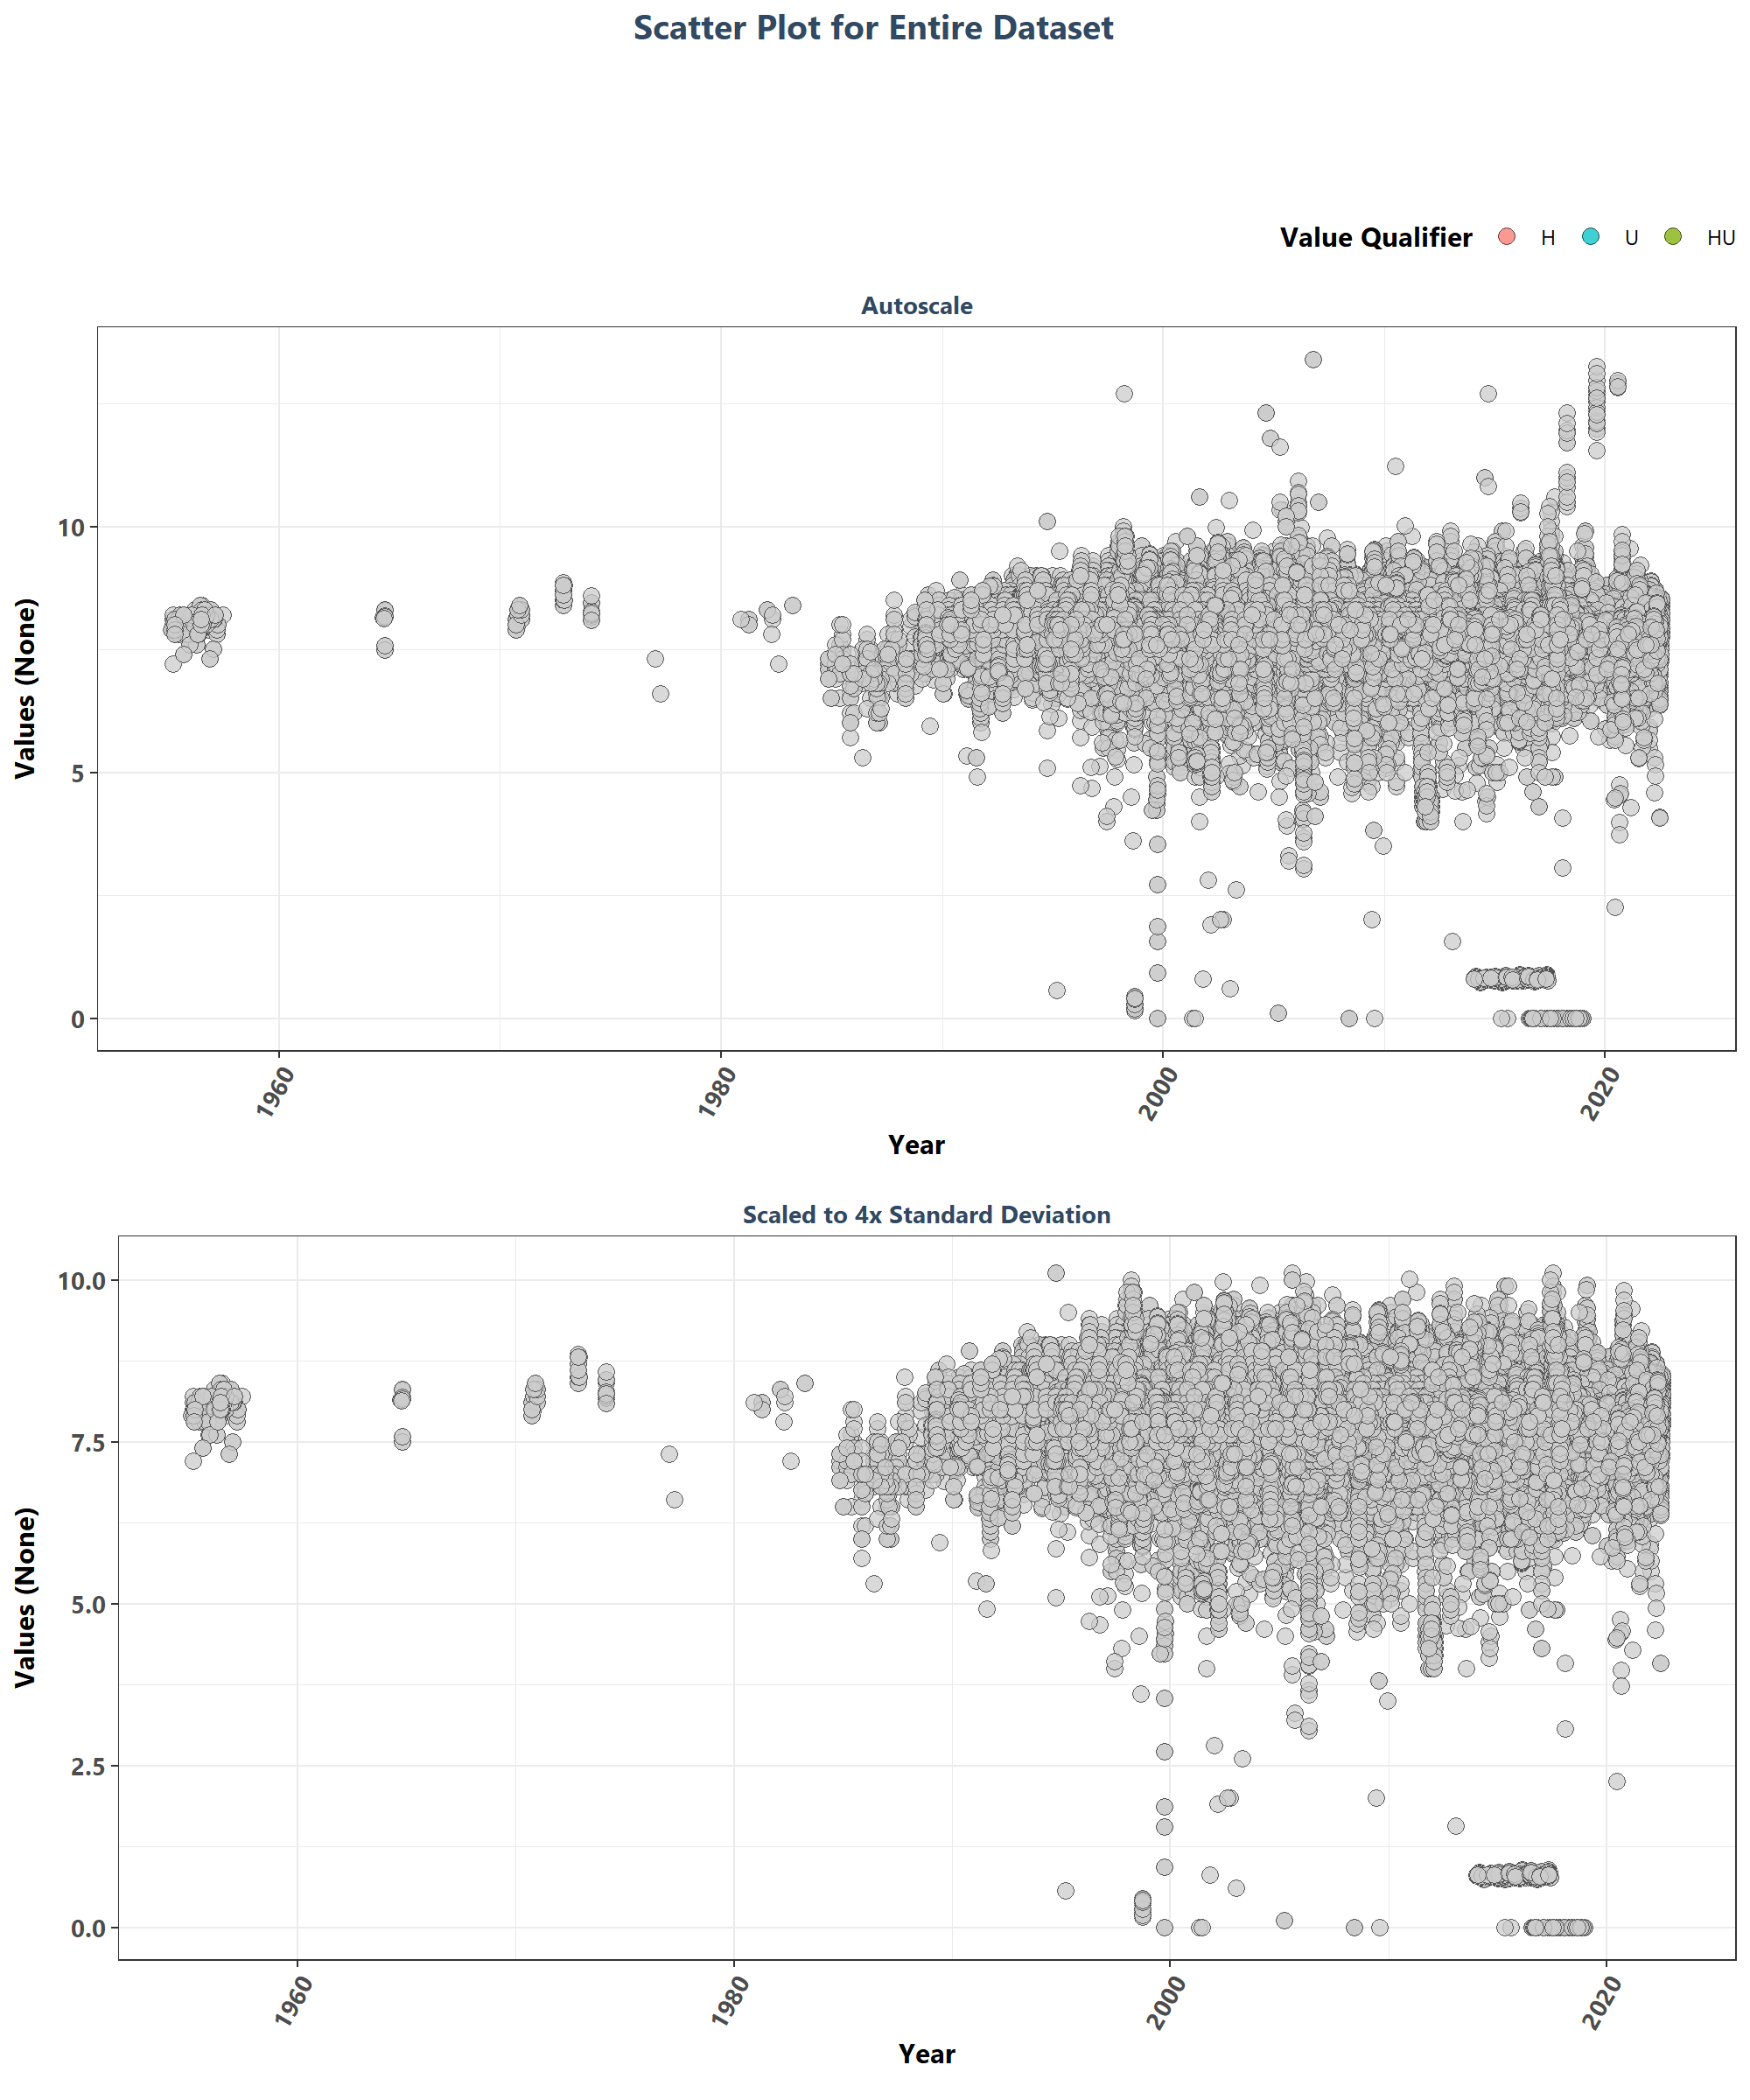 Scatter Plot for Entire Dataset
Value Qualifier H U HU
Autoscale
Values (None)
10
5
0
1960 1980 2000 2020
Year
Scaled to 4x Standard Deviation
Values (None)
10.0
7.5
5.0
2.5
0.0
1960 1980 2000 2020
Year